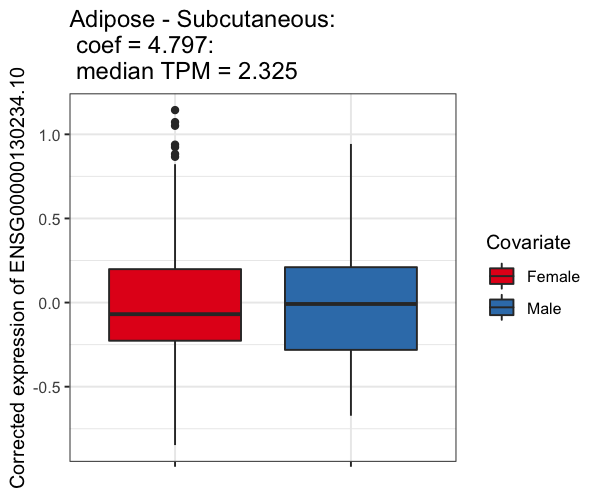 Adipose - Subcutaneous:
coef = 4.797:
median TPM = 2.325
Corrected expression of ENSG00000130234.10
1.0
0.5
0.0
-0.5
Covariate
Female
Male